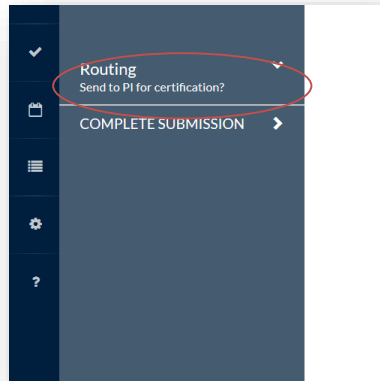 Routing
Send to PI for certification?
COMPLETE SUBMISSION
?